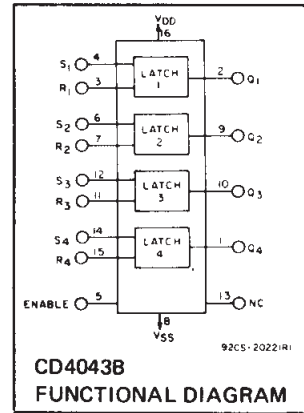 VDD
16
S1 4
R1 3
LATCH
1
2 Q1
S2 6
R2 7
LATCH
2
9 Q2
S3 12
R3 11
LATCH
3
10 Q3
S4 14
R4 15
LATCH
4
1 Q4
ENABLE 5
13 NC
8
VSS
92CS-20221R1
CD4043B
FUNCTIONAL DIAGRAM